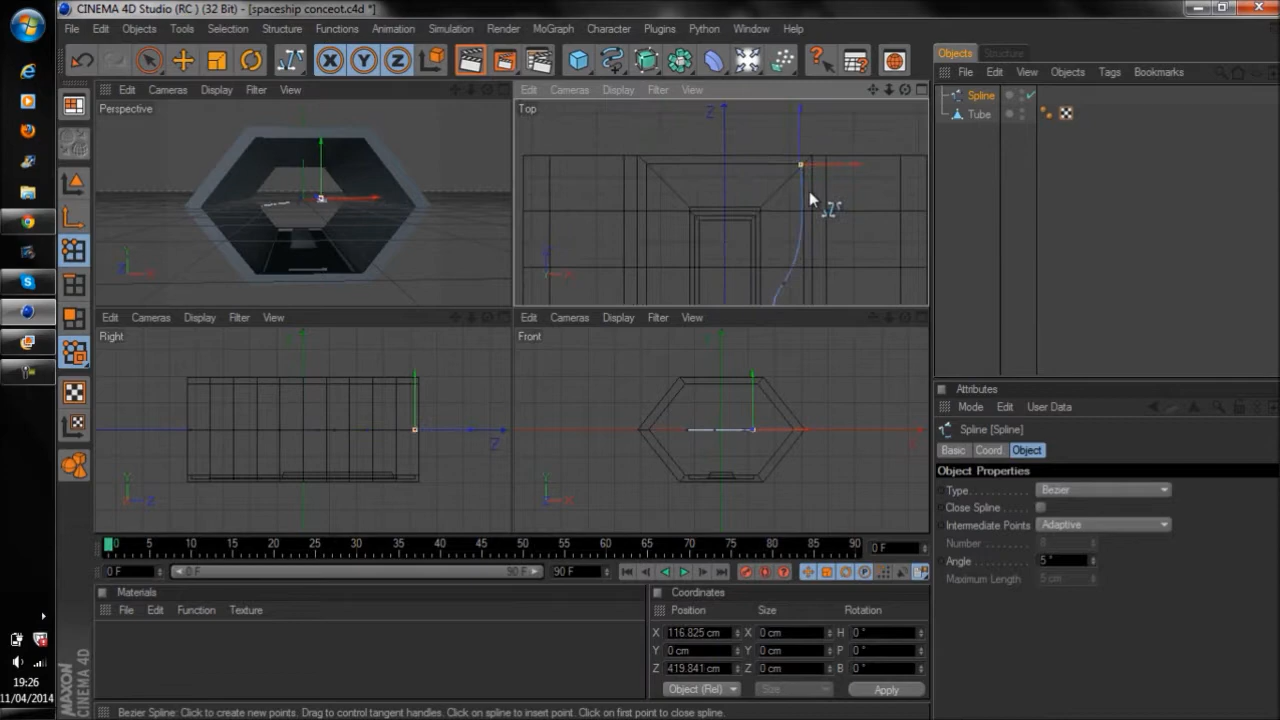 CINEMA 4D Studio (RC ) (32 Bit) - [spaceship conceot.c4d *]
File Edit Objects Tools Selection Structure Functions Animation Simulation Render MoGraph Character Plugins Python Window Help
Objects Structure
File Edit View Objects Tags Bookmarks
Edit Cameras Display Filter View
Edit Cameras Display Filter View
Spline
Perspective
Top
Tube
Z
Y
X
Edit Cameras Display Filter View
Edit Cameras Display Filter View
Right
Front
Z
Y
Z
Y
X
Attributes
Mode Edit User Data
Spline [Spline]
Basic Coord. Object
Object Properties
Type Bezier
Close Spline
Intermediate Points Adaptive
Number 8
Angle 5 °
Maximum Length 5 cm
0 5 10 15 20 25 30 35 40 45 50 55 60 65 70 75 80 85 90 0 F
0 F 0 F 90 F 90 F
Materials
File Edit Function Texture
Coordinates
Position Size Rotation
X 116.825 cm X 0 cm H 0 °
Y 0 cm Y 0 cm P 0 °
Z 419.841 cm Z 0 cm B 0 °
Object (Rel) Size Apply
MAXON
CINEMA 4D
19:26
11/04/2014
Bezier Spline: Click to create new points. Drag to control tangent handles. Click on spline to insert point. Click on first point to close spline.